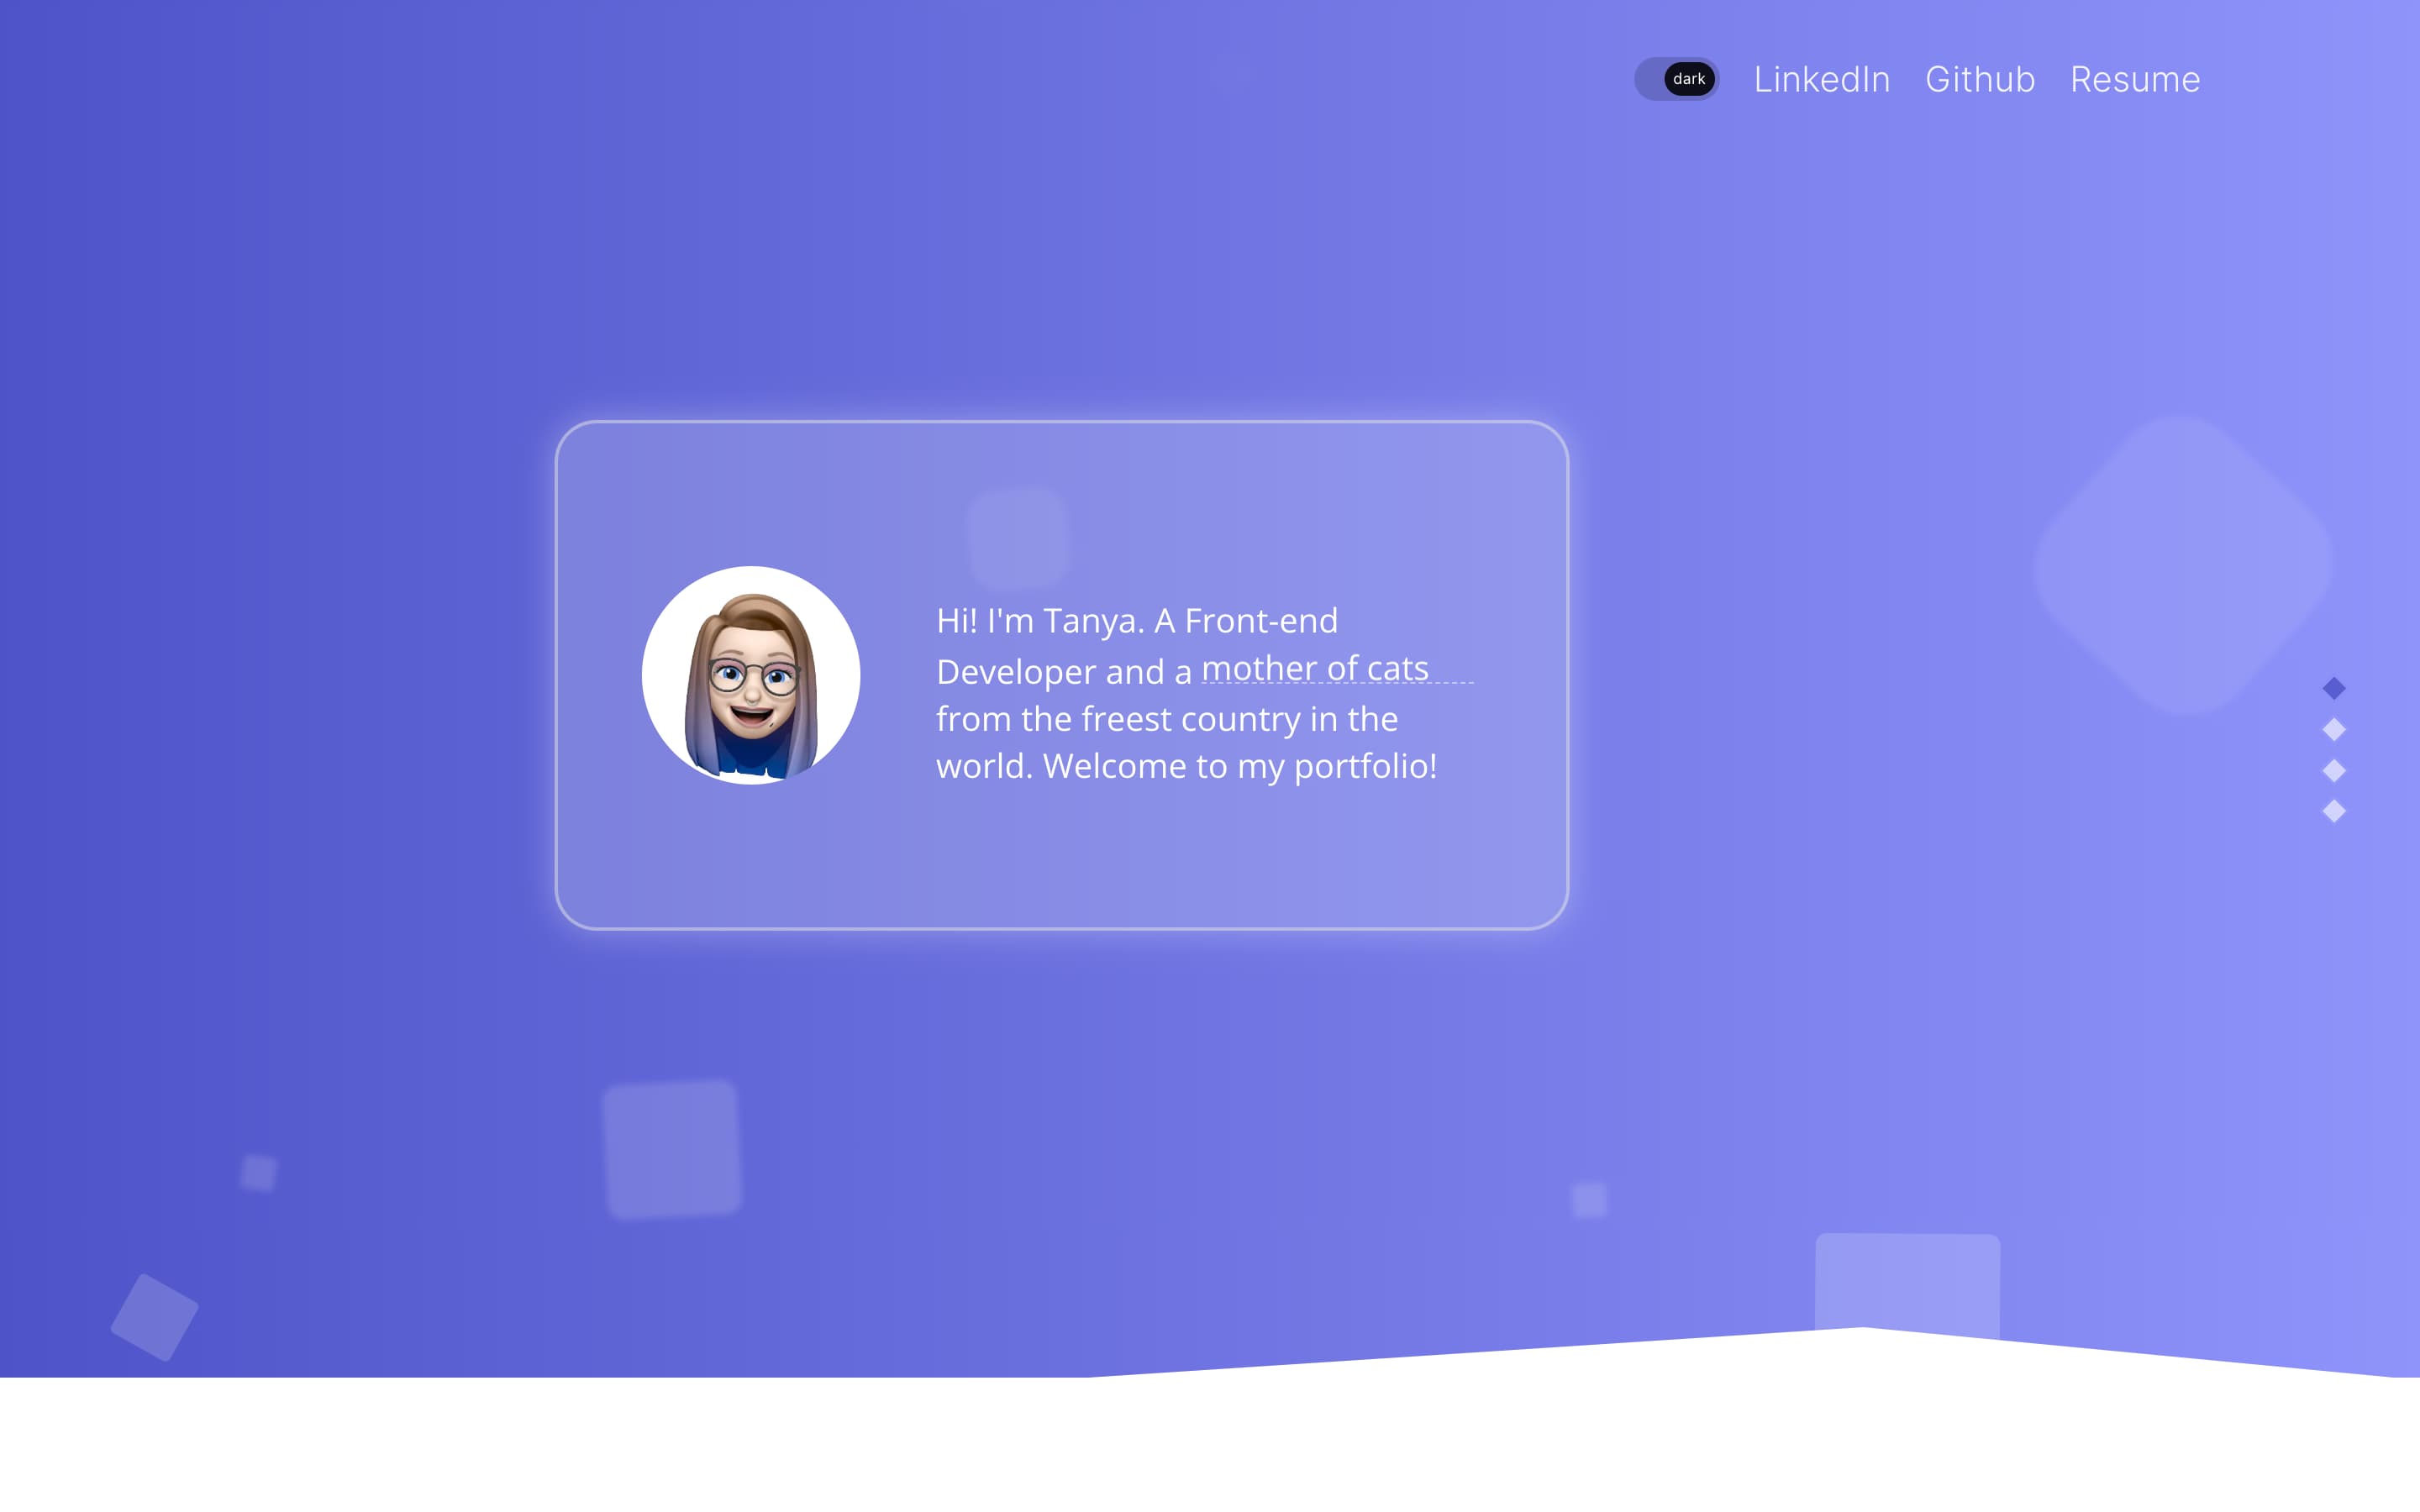 dark LinkedIn Github Resume
Hi! I'm Tanya. A Front-end
Developer and a mother of cats
from the freest country in the
world. Welcome to my portfolio!